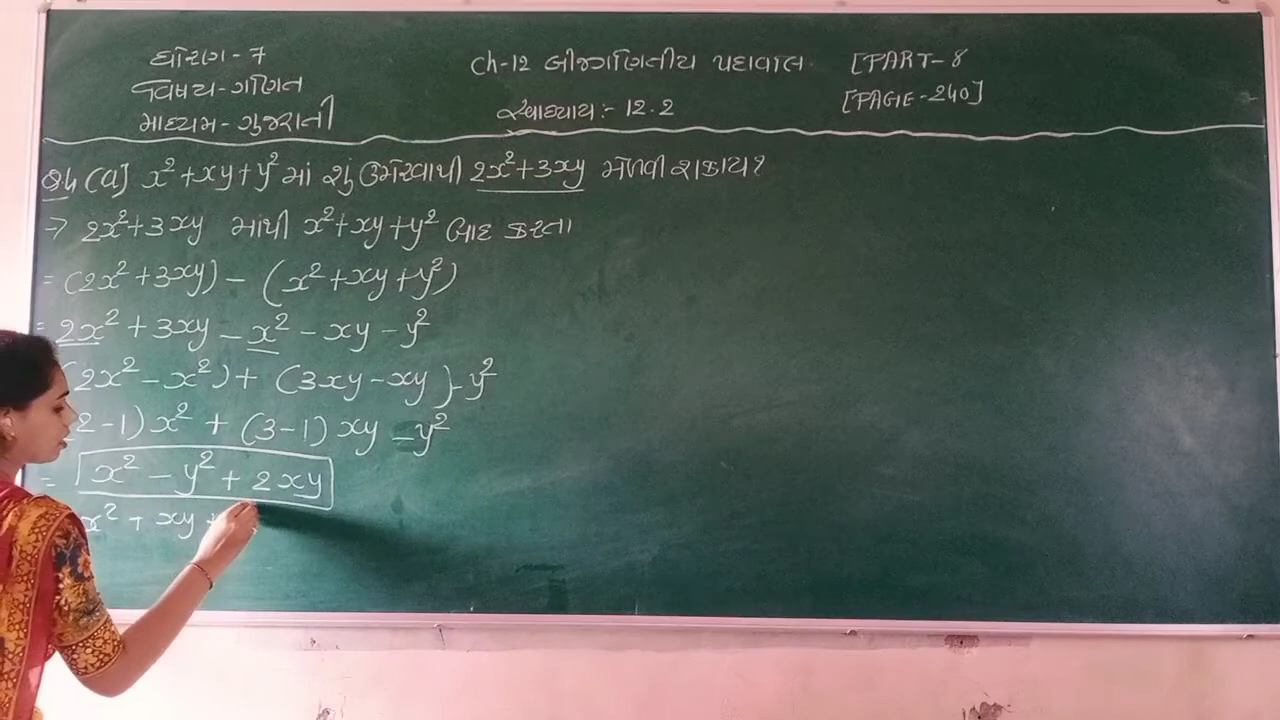 ધોરણ - 7
વિષય - ગણિત
માધ્યમ - ગુજરાતી
Ch-12 બીજગણિતીય પદાવલિ
સ્વાધ્યાય :- 12.2
[PART-8
[PAGE-240]
Q4 (a] x² + xy + y² માં શું ઉમેરવાથી 2x² + 3xy મેળવી શકાય?
→ 2x² + 3xy માંથી x² + xy + y² બાદ કરતા
= (2x² + 3xy) - (x² + xy + y²)
= 2x² + 3xy - x² - xy - y²
(2x² - x²) + (3xy - xy) - y²
2 - 1) x² + (3 - 1) xy - y²
= x² - y² + 2xy
x² + xy +